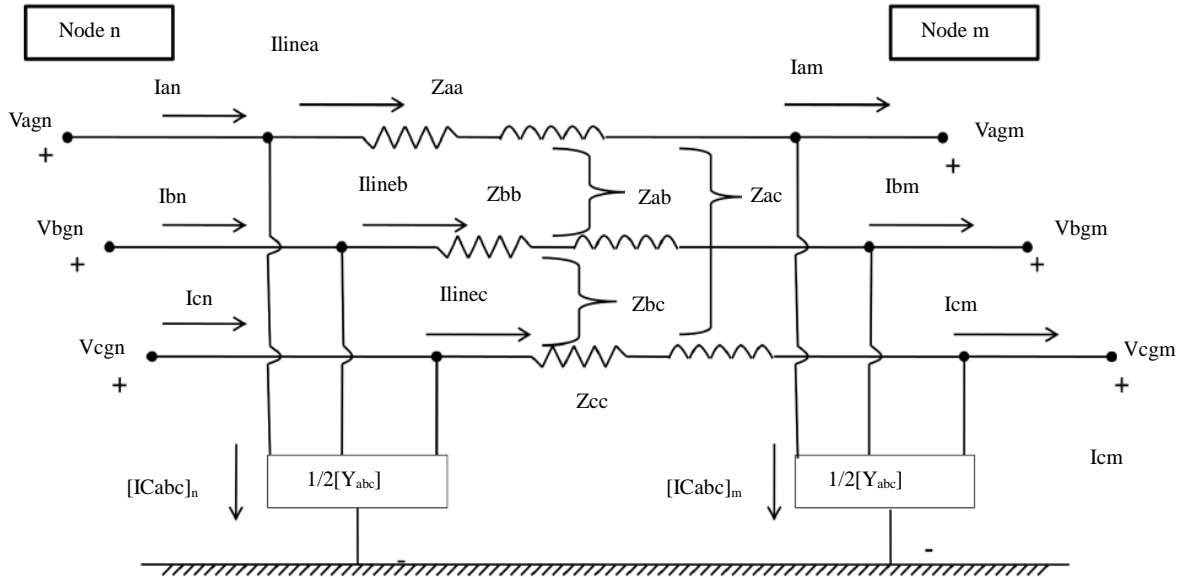 Node n
Node m
Ilinea
Ian
Zaa
Iam
Vagn
+
Vagm
+
Ibn
Ilineb
Zbb
Zab
Zac
Ibm
Vbgn
+
Vbgm
+
Icn
Ilinec
Zbc
Icm
Vcgn
+
Vcgm
+
Zcc
Icm
[ICabc]n
1/2[Yabc]
[ICabc]m
1/2[Yabc]
-
-